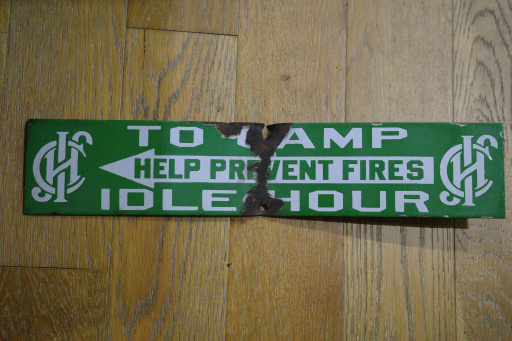 TO CAMP
HELP PREVENT FIRES
IDLE HOUR